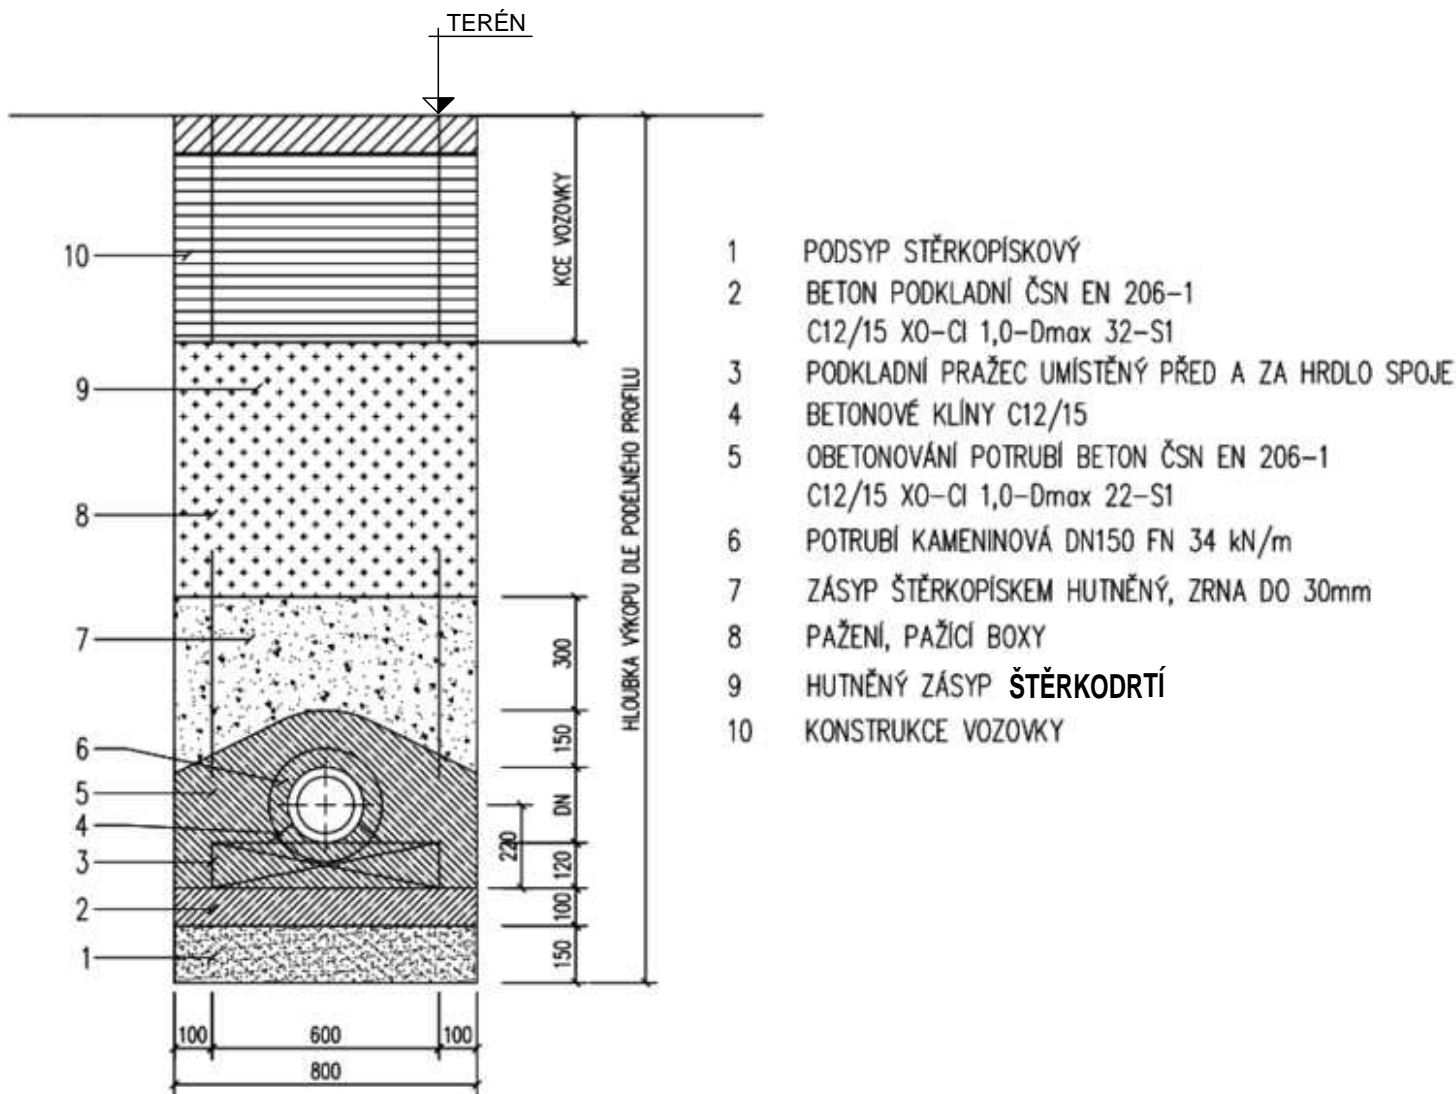 TERÉN
KCE VOZOVKY
HLOUBKA VÝKOPU DLE PODÉLNÉHO PROFILU
10
9
8
7
6
5
4
3
2
1
300
150
DN
220
120
100
150
100
600
100
800
1 PODSYP STĚRKOPÍSKOVÝ
2 BETON PODKLADNÍ ČSN EN 206-1
C12/15 XO-Cl 1,0-Dmax 32-S1
3 PODKLADNÍ PRAŽEC UMÍSTĚNÝ PŘED A ZA HRDLO SPOJE
4 BETONOVÉ KLÍNY C12/15
5 OBETONOVÁNÍ POTRUBÍ BETON ČSN EN 206-1
C12/15 XO-Cl 1,0-Dmax 22-S1
6 POTRUBÍ KAMENINOVÁ DN150 FN 34 kN/m
7 ZÁSYP ŠTĚRKOPÍSKEM HUTNĚNÝ, ZRNA DO 30mm
8 PAŽENÍ, PAŽÍCÍ BOXY
9 HUTNĚNÝ ZÁSYP ŠTĚRKODRTÍ
10 KONSTRUKCE VOZOVKY